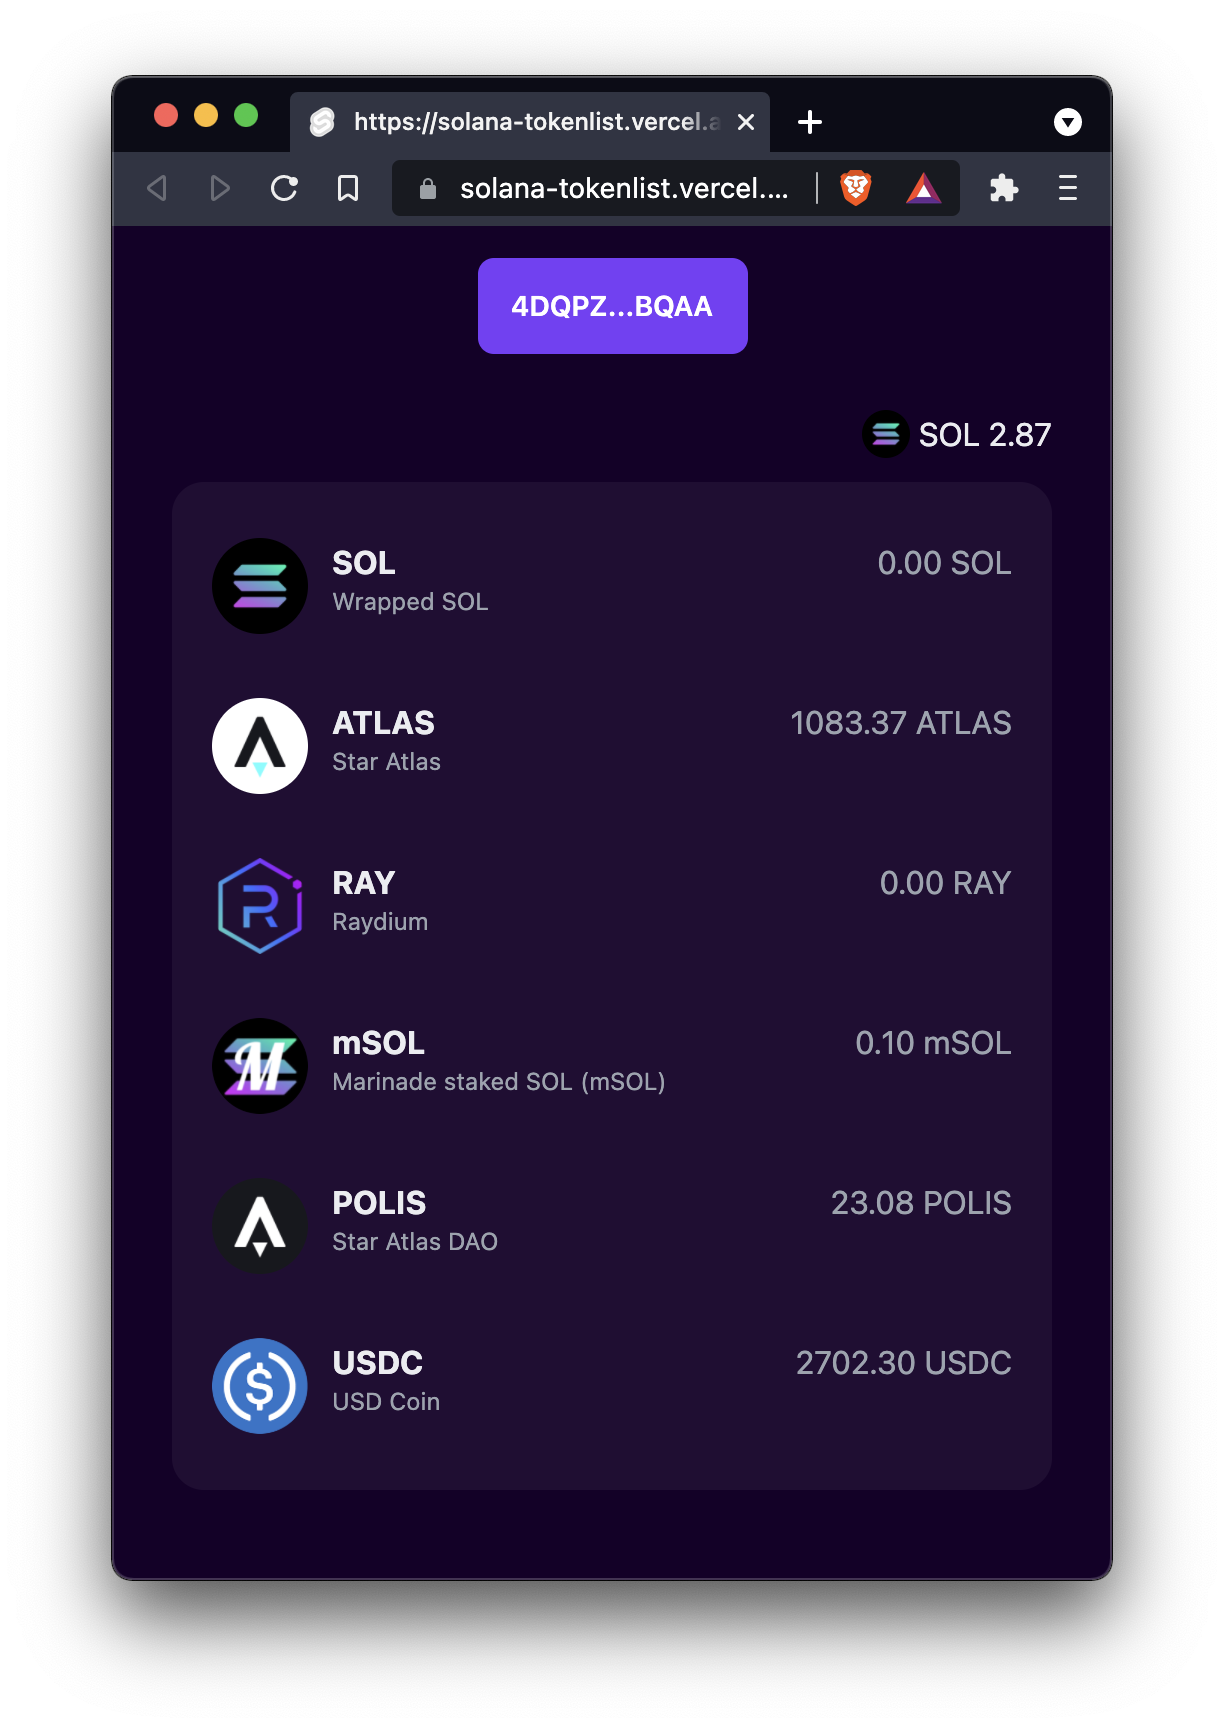 https://solana-tokenlist.vercel.a
solana-tokenlist.vercel....
4DQPZ...BQAA
SOL 2.87
SOL 0.00 SOL
Wrapped SOL
ATLAS 1083.37 ATLAS
Star Atlas
RAY 0.00 RAY
Raydium
mSOL 0.10 mSOL
Marinade staked SOL (mSOL)
POLIS 23.08 POLIS
Star Atlas DAO
USDC 2702.30 USDC
USD Coin